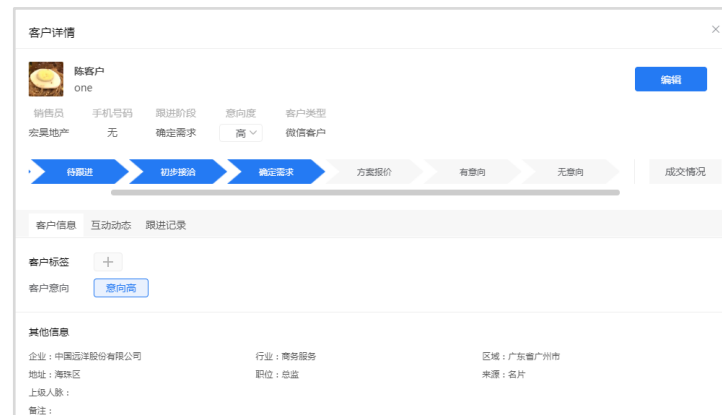 客户详情
陈客户
one
编辑
销售员 手机号码 跟进阶段 意向度 客户类型
宏昊地产 无 确定需求 高 微信客户
待跟进 初步接洽 确定需求 方案报价 有意向 无意向 成交情况
客户信息 互动动态 跟进记录
客户标签
客户意向 意向高
其他信息
企业：中国远洋股份有限公司 行业：商务服务 区域：广东省广州市
地址：海珠区 职位：总监 来源：名片
上级人脉：
备注：